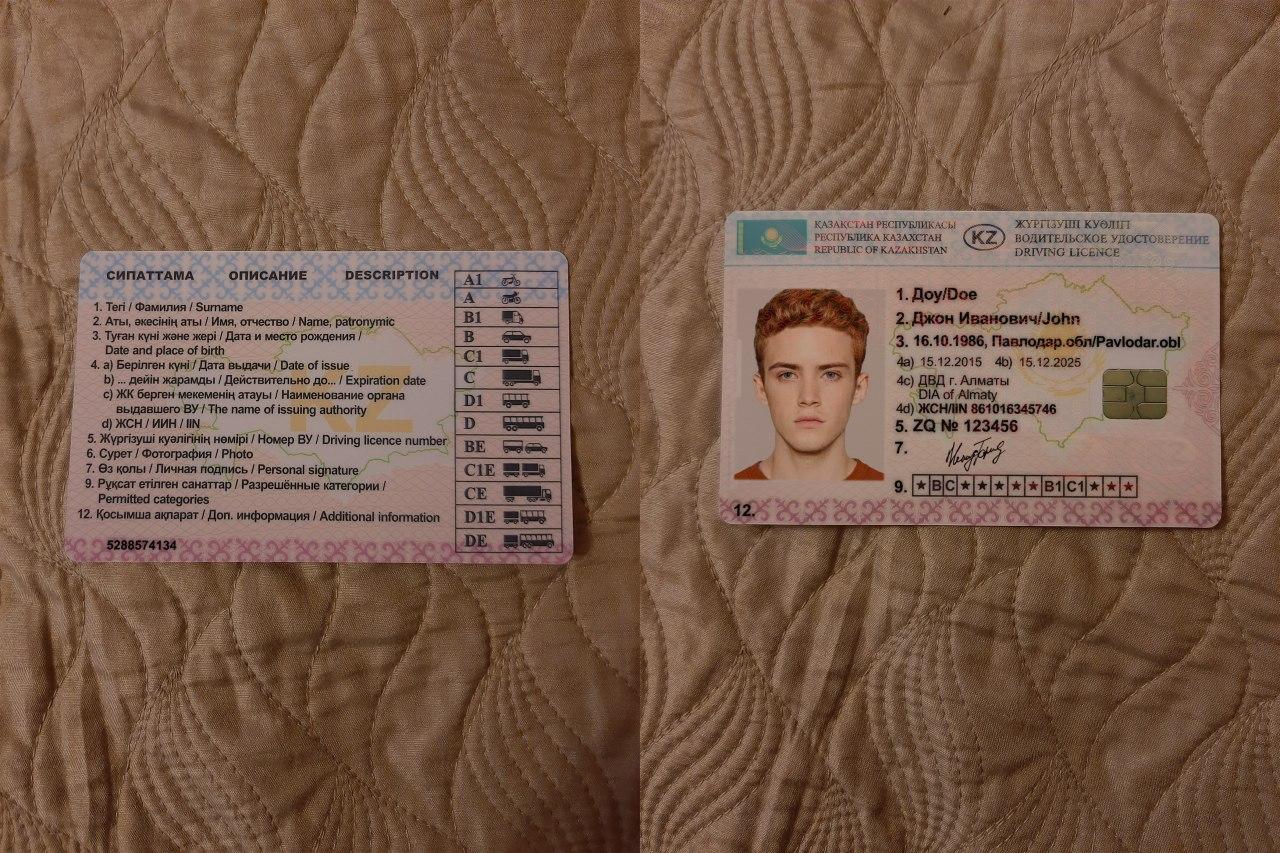 СИПАТТАМА ОПИСАНИЕ DESCRIPTION
1. Тегі / Фамилия / Surname
2. Аты, әкесінің аты / Имя, отчество / Name, patronymic
3. Туған күні және жері / Дата и место рождения /
Date and place of birth
4. a) Берілген күні / Дата выдачи / Date of issue
b) ... дейін жарамды / Действительно до... / Expiration date
c) ЖК берген мекеменің атауы / Наименование органа
выдавшего ВУ / The name of issuing authority
d) ЖСН / ИИН / IIN
5. Жүргізуші куәлігінің нөмірі / Номер ВУ / Driving licence number
6. Сурет / Фотография / Photo
7. Өз қолы / Личная подпись / Personal signature
9. Рұқсат етілген санаттар / Разрешённые категории /
Permitted categories
12. Қосымша ақпарат / Доп. информация / Additional information
5288574134
KZ
A1
A
B1
B
C1
C
D1
D
BE
C1E
CE
D1E
DE
ҚАЗАҚСТАН РЕСПУБЛИКАСЫ
РЕСПУБЛИКА КАЗАХСТАН
REPUBLIC OF KAZAKHSTAN
KZ
ЖҮРГІЗУШІ КУӘЛІГІ
ВОДИТЕЛЬСКОЕ УДОСТОВЕРЕНИЕ
DRIVING LICENCE
1. Доу/Doe
2. Джон Иванович/John
3. 16.10.1986, Павлодар.обл/Pavlodar.obl
4a) 15.12.2015 4b) 15.12.2025
4c) ДВД г. Алматы
DIA of Almaty
4d) ЖСН/IIN 861016345746
5. ZQ № 123456
7.
9. ★BC★★★★★★B1C1★★★
12.